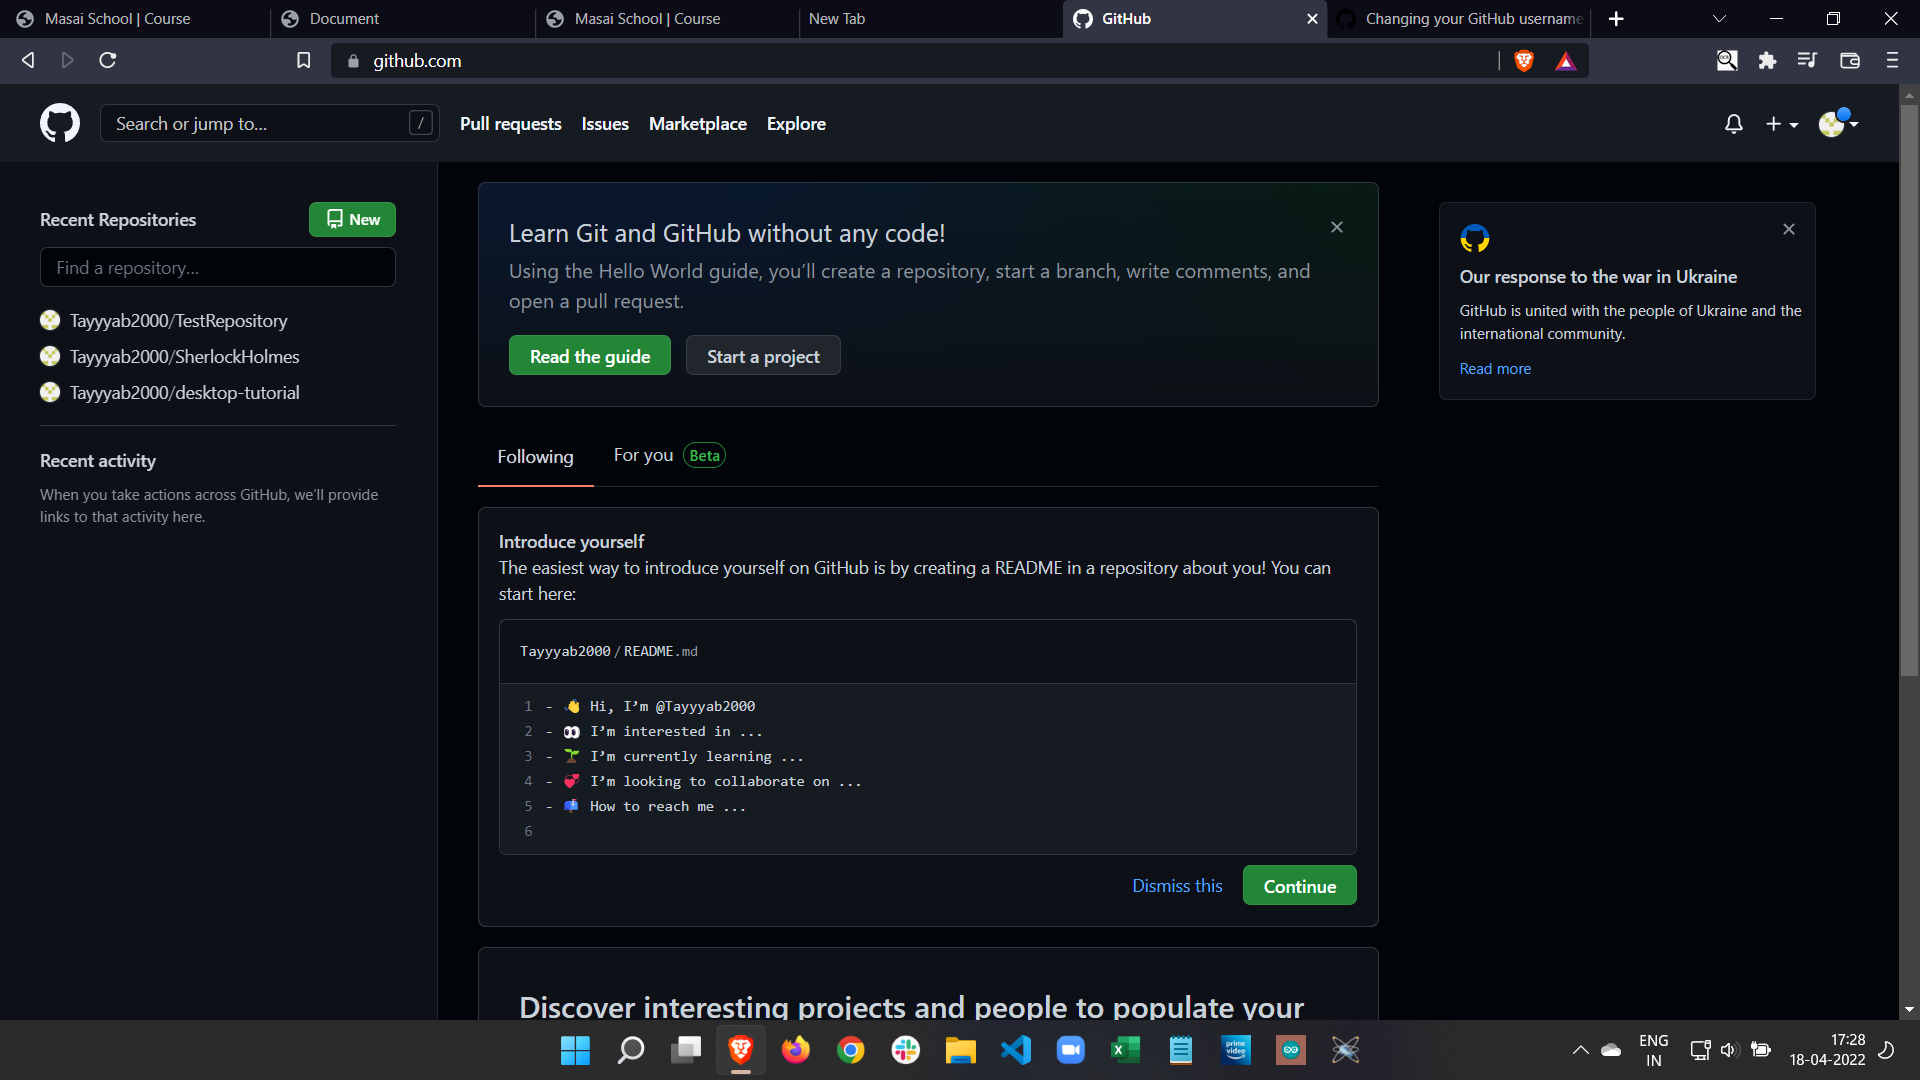 Masai School | Course
Document
Masai School | Course
New Tab
GitHub
Changing your GitHub username
github.com
Search or jump to...
/
Pull requests
Issues
Marketplace
Explore
Recent Repositories
New
Find a repository...
Tayyyab2000/TestRepository
Tayyyab2000/SherlockHolmes
Tayyyab2000/desktop-tutorial
Recent activity
When you take actions across GitHub, we'll provide
links to that activity here.
Learn Git and GitHub without any code!
Using the Hello World guide, you'll create a repository, start a branch, write comments, and
open a pull request.
Read the guide
Start a project
Following
For you
Beta
Introduce yourself
The easiest way to introduce yourself on GitHub is by creating a README in a repository about you! You can
start here:
Tayyyab2000 / README.md
1 - 👋 Hi, I'm @Tayyyab2000
2 - 👀 I'm interested in ...
3 - 🌱 I'm currently learning ...
4 - 💞️ I'm looking to collaborate on ...
5 - 📫 How to reach me ...
6
Dismiss this
Continue
Discover interesting projects and people to populate your
Our response to the war in Ukraine
GitHub is united with the people of Ukraine and the
international community.
Read more
prime
video
ENG
IN
17:28
18-04-2022